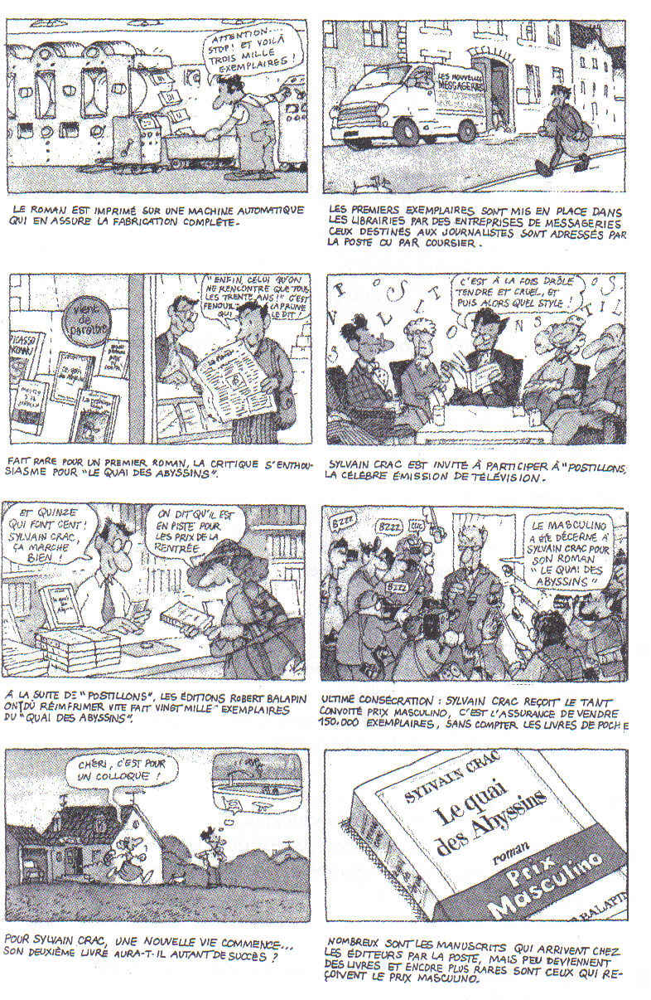 ATTENTION...
STOP! ET VOILÀ
TROIS MILLE
EXEMPLAIRES!
LE ROMAN EST IMPRIMÉ SUR UNE MACHINE AUTOMATIQUE
QUI EN ASSURE LA FABRICATION COMPLÈTE.
LES NOUVELLES
MESSAGERIES
LES PREMIERS EXEMPLAIRES SONT MIS EN PLACE DANS
LES LIBRAIRIES PAR DES ENTREPRISES DE MESSAGERIES
CEUX DESTINÉS AUX JOURNALISTES SONT ADRESSÉS PAR
LA POSTE OU PAR COURSIER.
vient
de
paraître
PICASSO
"ENFIN, CELUI QU'ON
NE RENCONTRE QUE TOUS
LES TRENTE ANS!" C'EST
FENOUIL LAPRUNE
QUI LE DIT!
FAIT RARE POUR UN PREMIER ROMAN, LA CRITIQUE S'ENTHOU-
SIASME POUR "LE QUAI DES ABYSSINS".
C'EST À LA FOIS DRÔLE
TENDRE ET CRUEL, ET
PUIS ALORS QUEL STYLE!
SYLVAIN CRAC EST INVITÉ À PARTICIPER À "POSTILLONS,
LA CÉLÈBRE ÉMISSION DE TÉLÉVISION.
ET QUINZE
QUI FONT CENT!
SYLVAIN CRAC,
ÇA MARCHE
BIEN!
ON DIT QU'IL EST
EN PISTE POUR
LES PRIX DE LA
RENTRÉE
le quai
des
Abyssins
À LA SUITE DE "POSTILLONS", LES ÉDITIONS ROBERT BALAPIN
ONT DÛ RÉIMPRIMER VITE FAIT VINGT MILLE EXEMPLAIRES
DU "QUAI DES ABYSSINS".
BZZZ
BZZZ
CLIC
BZZZ
LE MASCULINO
A ÉTÉ DÉCERNÉ À
SYLVAIN CRAC POUR
SON ROMAN
"LE QUAI DES
ABYSSINS"
ULTIME CONSÉCRATION : SYLVAIN CRAC REÇOIT LE TANT
CONVOITÉ PRIX MASCULINO, C'EST L'ASSURANCE DE VENDRE
150.000 EXEMPLAIRES, SANS COMPTER LES LIVRES DE POCHE
CHÉRI, C'EST POUR
UN COLLOQUE!
POUR SYLVAIN CRAC, UNE NOUVELLE VIE COMMENCE...
SON DEUXIÈME LIVRE AURA-T-IL AUTANT DE SUCCÈS ?
SYLVAIN CRAC
Le quai
des Abyssins
roman
Prix
Masculino
BALAPIN
NOMBREUX SONT LES MANUSCRITS QUI ARRIVENT CHEZ
LES ÉDITEURS PAR LA POSTE, MAIS PEU DEVIENNENT
DES LIVRES ET ENCORE PLUS RARES SONT CEUX QUI RE-
ÇOIVENT LE PRIX MASCULINO.